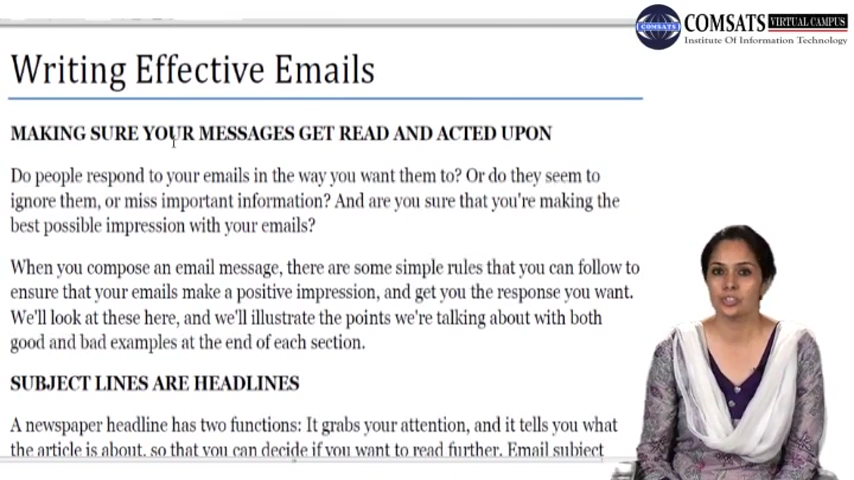 COMSATS VIRTUAL CAMPUS
COMSATS
Institute Of Information Technology
Writing Effective Emails
MAKING SURE YOUR MESSAGES GET READ AND ACTED UPON
Do people respond to your emails in the way you want them to? Or do they seem to
ignore them, or miss important information? And are you sure that you're making the
best possible impression with your emails?
When you compose an email message, there are some simple rules that you can follow to
ensure that your emails make a positive impression, and get you the response you want.
We'll look at these here, and we'll illustrate the points we're talking about with both
good and bad examples at the end of each section.
SUBJECT LINES ARE HEADLINES
A newspaper headline has two functions: It grabs your attention, and it tells you what
the article is about, so that you can decide if you want to read further. Email subject